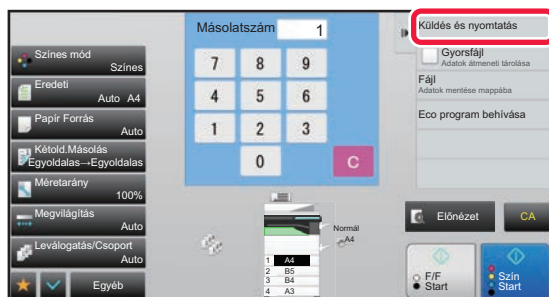 Színes mód
Színes
Eredeti
Auto A4
Papír Forrás
Auto
Kétold.Másolás
Egyoldalas→Egyoldalas
Méretarány
100%
Megvilágítás
Auto
Leválogatás/Csoport
Auto
Egyéb
Másolatszám
1
7 8 9
4 5 6
1 2 3
0 C
Normál
A4
1 A4
2 B5
3 B4
4 A3
Küldés és nyomtatás
Gyorsfájl
Adatok átmeneti tárolása
Fájl
Adatok mentése mappába
Eco program behívása
Előnézet
CA
F/F
Start
Szín
Start